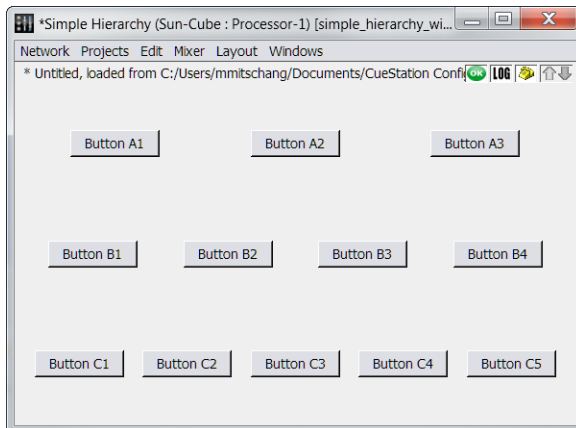 *Simple Hierarchy (Sun-Cube : Processor-1) [simple_hierarchy_wi...
Network Projects Edit Mixer Layout Windows
* Untitled, loaded from C:/Users/mmitschang/Documents/CueStation Confi OK LOG
Button A1 Button A2 Button A3
Button B1 Button B2 Button B3 Button B4
Button C1 Button C2 Button C3 Button C4 Button C5